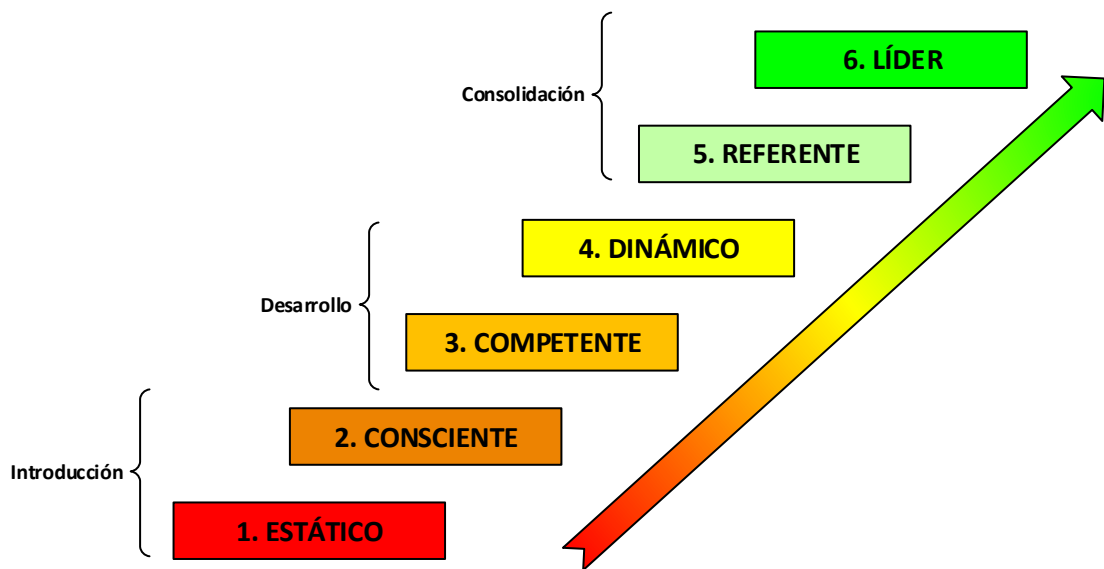 6. LÍDER
Consolidación
5. REFERENTE
4. DINÁMICO
Desarrollo
3. COMPETENTE
2. CONSCIENTE
Introducción
1. ESTÁTICO